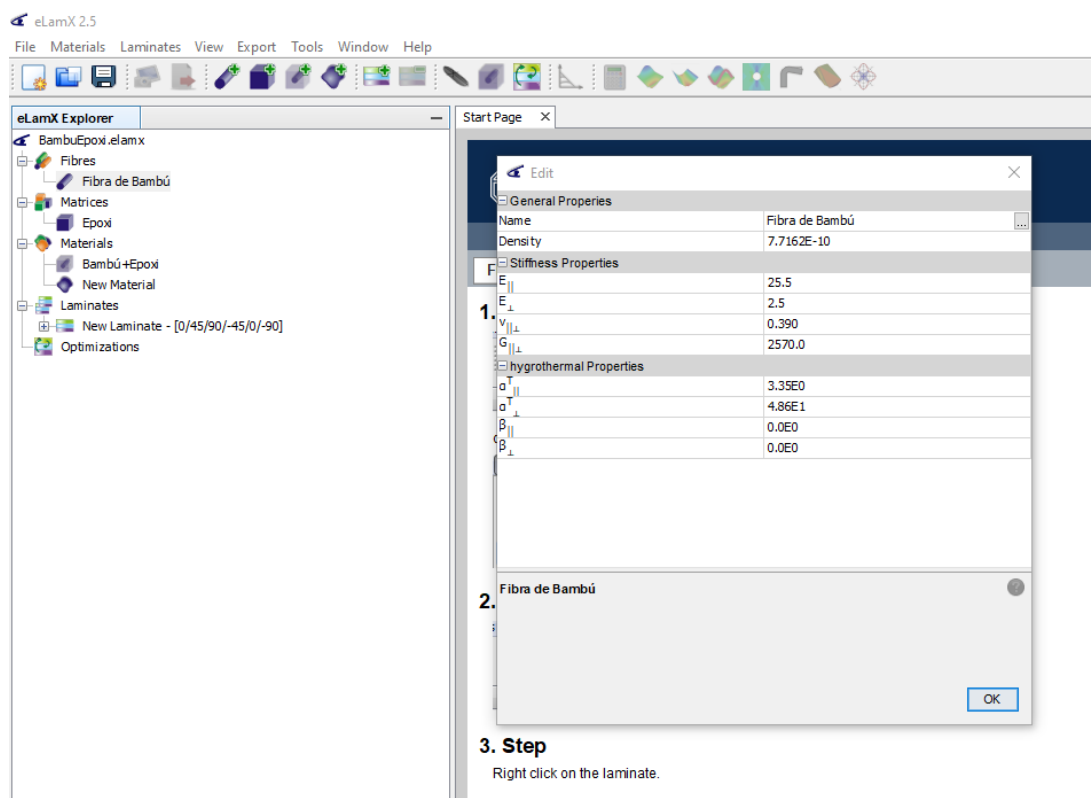 eLamX 2.5
File Materials Laminates View Export Tools Window Help
eLamX Explorer
BambuEpoxi.elamx
Fibres
Fibra de Bambú
Matrices
Epoxi
Materials
Bambú+Epoxi
New Material
Laminates
New Laminate - [0/45/90/-45/0/-90]
Optimizations
Start Page X
Edit
General Properies
Name Fibra de Bambú ...
Density 7.7162E-10
Stiffness Properties
E|| 25.5
E⊥ 2.5
ν||⊥ 0.390
G||⊥ 2570.0
hygrothermal Properties
αT|| 3.35E0
αT⊥ 4.86E1
β|| 0.0E0
β⊥ 0.0E0
Fibra de Bambú
?
OK
F
1.
2.
3. Step
Right click on the laminate.